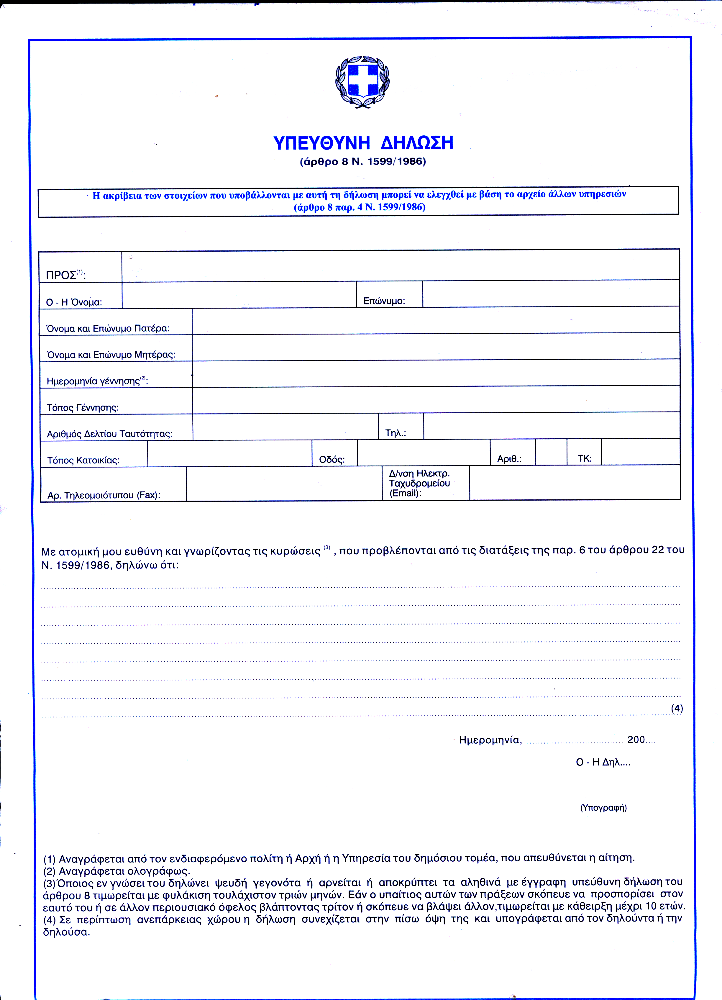 ΥΠΕΥΘΥΝΗ ΔΗΛΩΣΗ
(άρθρο 8 Ν. 1599/1986)
Η ακρίβεια των στοιχείων που υποβάλλονται με αυτή τη δήλωση μπορεί να ελεγχθεί με βάση το αρχείο άλλων υπηρεσιών
(άρθρο 8 παρ. 4 Ν. 1599/1986)
ΠΡΟΣ(1):
Ο - Η Όνομα: Επώνυμο:
Όνομα και Επώνυμο Πατέρα:
Όνομα και Επώνυμο Μητέρας:
Ημερομηνία γέννησης(2):
Τόπος Γέννησης:
Αριθμός Δελτίου Ταυτότητας: Τηλ.:
Τόπος Κατοικίας: Οδός: Αριθ.: ΤΚ:
Αρ. Τηλεομοιότυπου (Fax): Δ/νση Ηλεκτρ.
Ταχυδρομείου
(Email):
Με ατομική μου ευθύνη και γνωρίζοντας τις κυρώσεις (3) , που προβλέπονται από τις διατάξεις της παρ. 6 του άρθρου 22 του
Ν. 1599/1986, δηλώνω ότι:
(4)
Ημερομηνία, .................................. 200....
Ο - Η Δηλ....
(Υπογραφή)
(1) Αναγράφεται από τον ενδιαφερόμενο πολίτη ή Αρχή ή η Υπηρεσία του δημόσιου τομέα, που απευθύνεται η αίτηση.
(2) Αναγράφεται ολογράφως.
(3) Όποιος εν γνώσει του δηλώνει ψευδή γεγονότα ή αρνείται ή αποκρύπτει τα αληθινά με έγγραφη υπεύθυνη δήλωση του
άρθρου 8 τιμωρείται με φυλάκιση τουλάχιστον τριών μηνών. Εάν ο υπαίτιος αυτών των πράξεων σκόπευε να προσπορίσει στον
εαυτό του ή σε άλλον περιουσιακό όφελος βλάπτοντας τρίτον ή σκόπευε να βλάψει άλλον,τιμωρείται με κάθειρξη μέχρι 10 ετών.
(4) Σε περίπτωση ανεπάρκειας χώρου η δήλωση συνεχίζεται στην πίσω όψη της και υπογράφεται από τον δηλούντα ή την
δηλούσα.